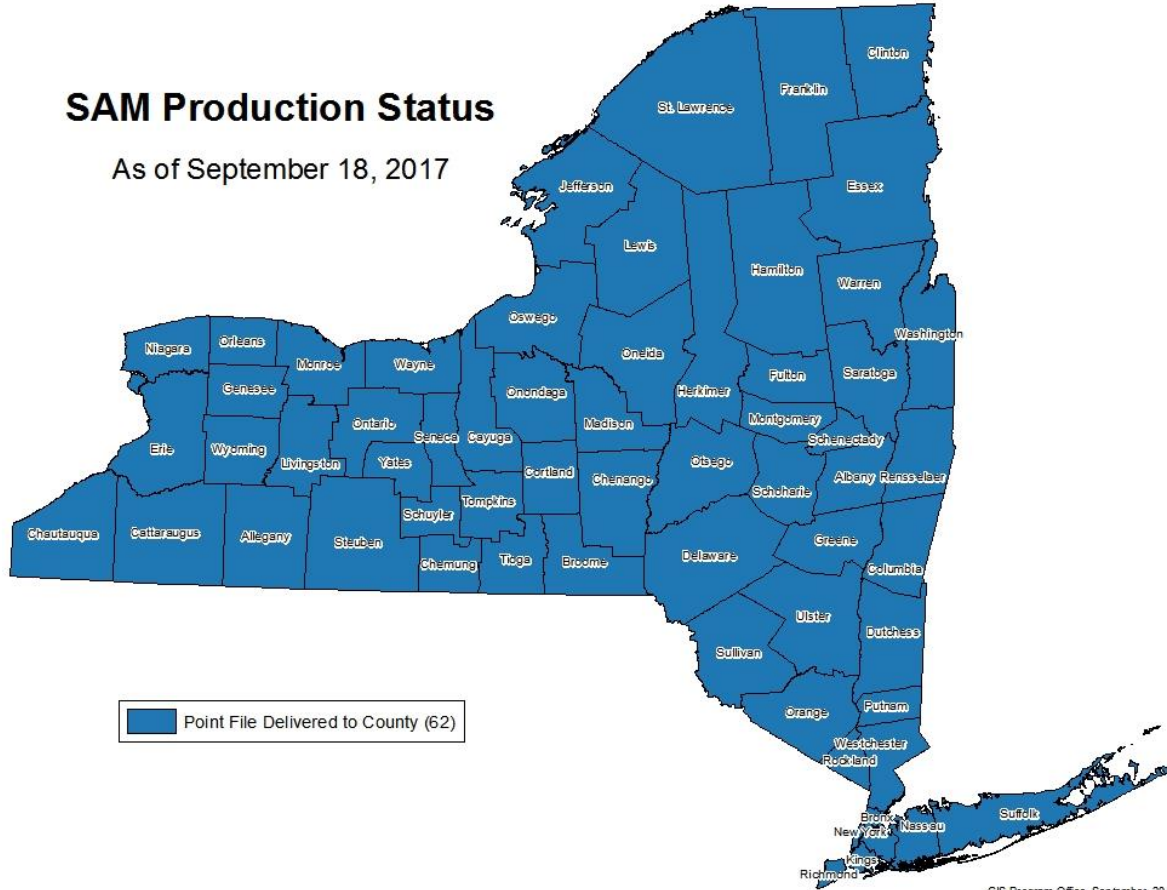 SAM Production Status
As of September 18, 2017
Clinton
Franklin
St. Lawrence
Essex
Jefferson
Lewis
Hamilton
Warren
Oswego
Washington
Niagara
Orleans
Monroe
Wayne
Oneida
Fulton
Saratoga
Genesee
Onondaga
Herkimer
Montgomery
Ontario
Madison
Seneca
Cayuga
Schenectady
Erie
Wyoming
Livingston
Yates
Otsego
Cortland
Chenango
Albany
Rensselaer
Schoharie
Tompkins
Schuyler
Chautauqua
Cattaraugus
Allegany
Steuben
Greene
Delaware
Tioga
Broome
Chemung
Columbia
Ulster
Dutchess
Sullivan
Putnam
Orange
Point File Delivered to County (62)
Westchester
Rockland
Suffolk
Bronx
Nassau
New York
Kings
Richmond